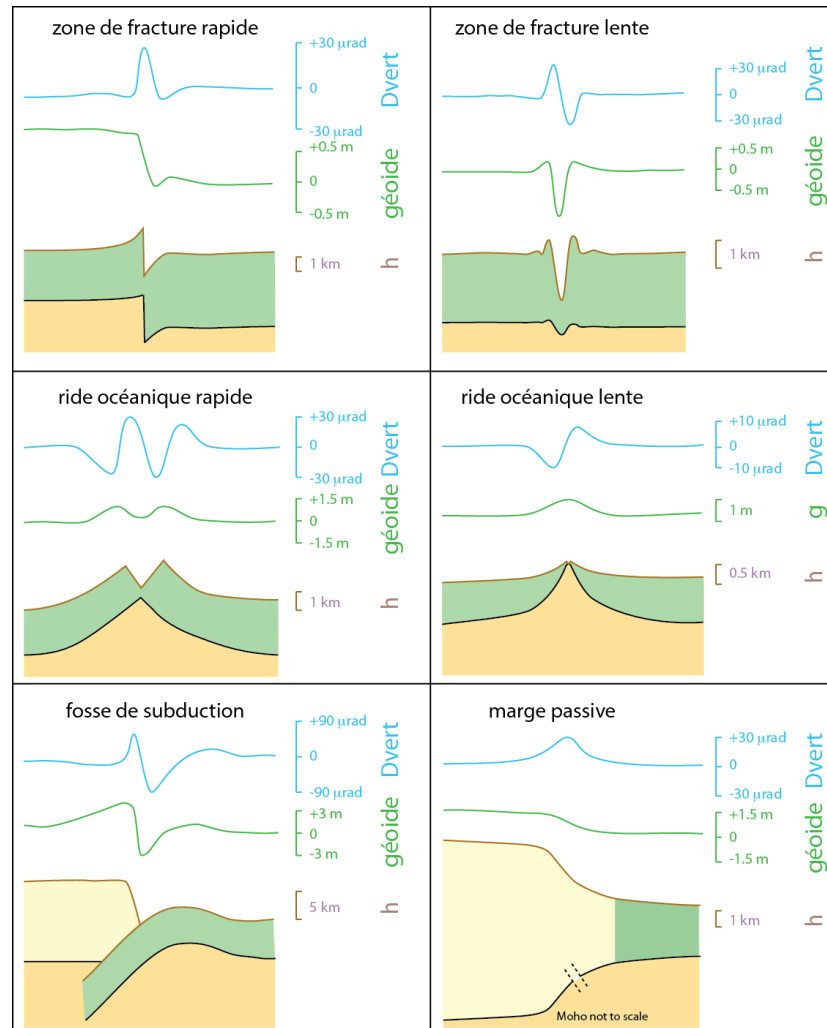 zone de fracture rapide
+30 µrad
0
-30 µrad
Dvert
+0.5 m
0
-0.5 m
géoide
1 km
h
zone de fracture lente
+30 µrad
0
-30 µrad
Dvert
+0.5 m
0
-0.5 m
géoide
1 km
h
ride océanique rapide
+30 µrad
0
-30 µrad
Dvert
+1.5 m
0
-1.5 m
géoide
1 km
h
ride océanique lente
+10 µrad
0
-10 µrad
Dvert
1 m
g
0.5 km
h
fosse de subduction
+90 µrad
0
-90 µrad
Dvert
+3 m
0
-3 m
géoide
5 km
h
marge passive
+30 µrad
0
-30 µrad
Dvert
+1.5 m
0
-1.5 m
géoide
1 km
h
Moho not to scale